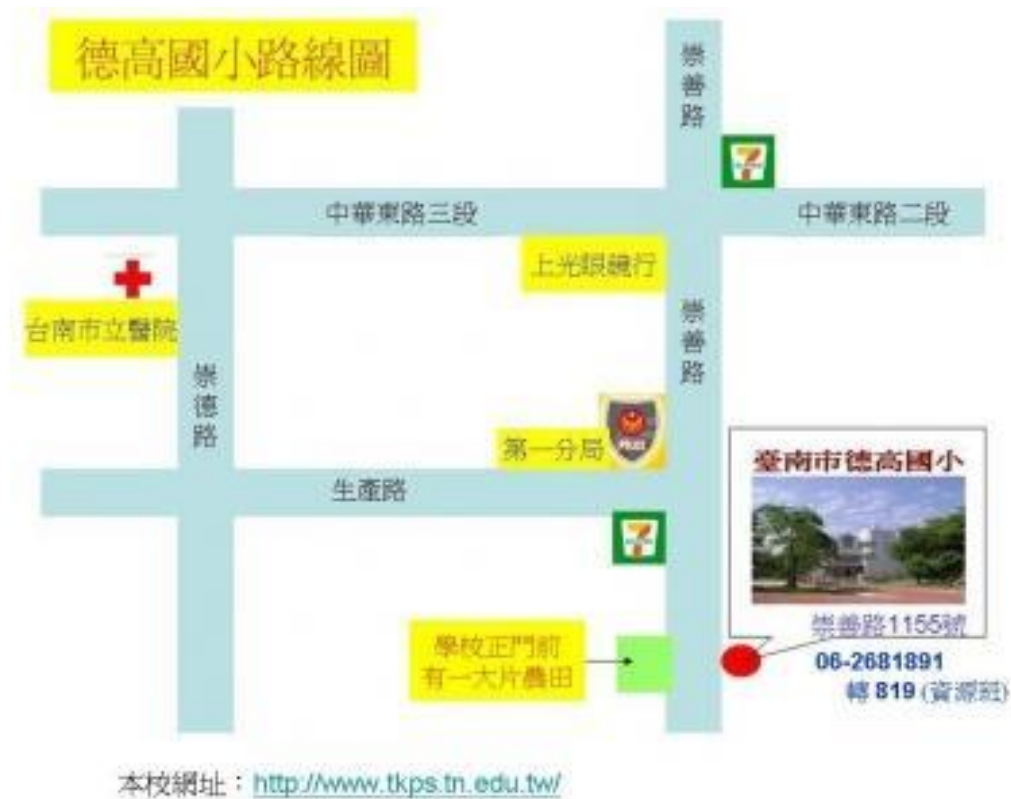 德高國小路線圖
崇善路
中華東路三段
中華東路二段
上光眼鏡行
台南市立醫院
崇善路
崇德路
第一分局
POLICE
臺南市德高國小
生產路
崇善路1155號
學校正門前
有一大片農田
06-2681891
轉 819 (資源班)
本校網址：http://www.tkps.tn.edu.tw/